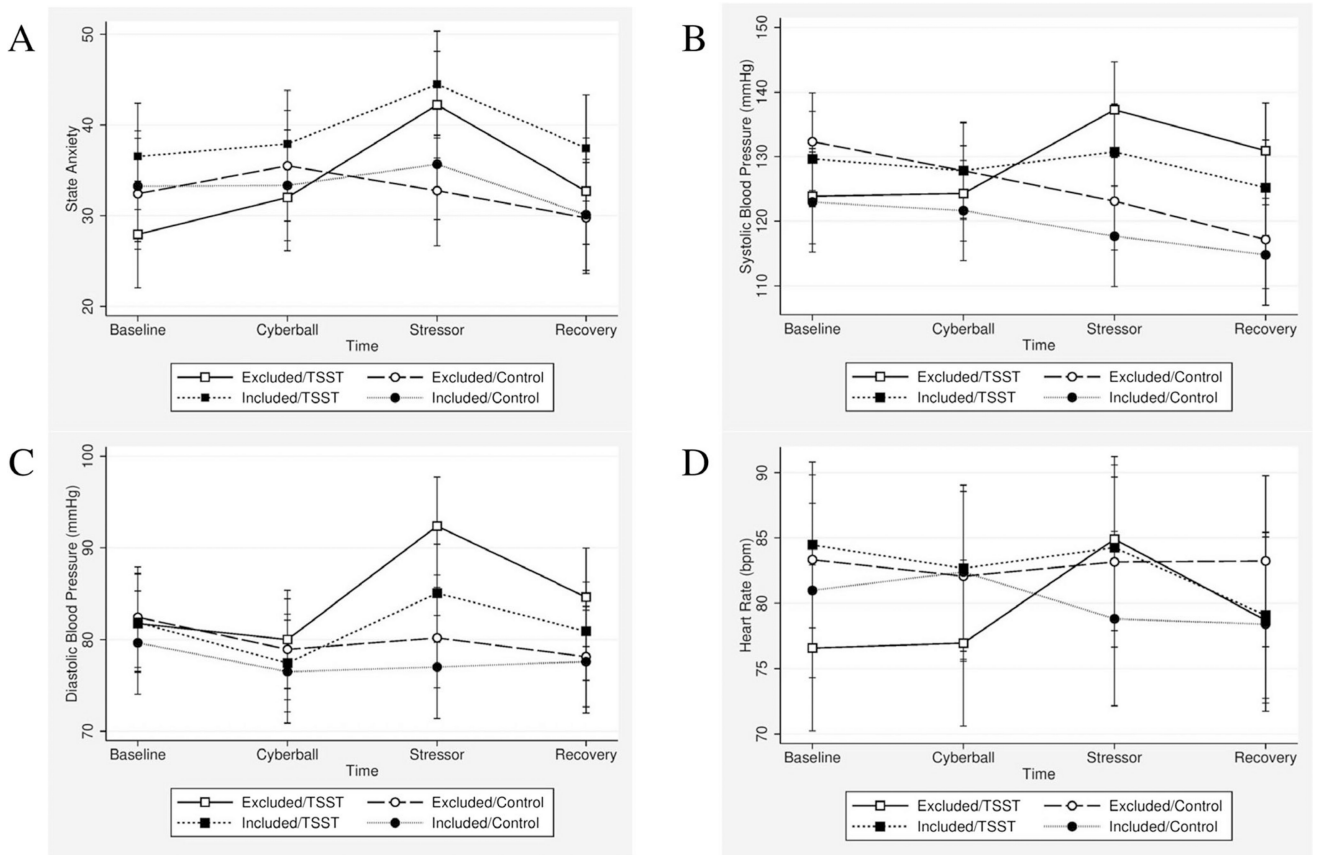 A
State Anxiety
50
40
30
20
Baseline Cyberball Stressor Recovery
Time
Excluded/TSST Excluded/Control
Included/TSST Included/Control
B
Systolic Blood Pressure (mmHg)
150
140
130
120
110
Baseline Cyberball Stressor Recovery
Time
Excluded/TSST Excluded/Control
Included/TSST Included/Control
C
Diastolic Blood Pressure (mmHg)
100
90
80
70
Baseline Cyberball Stressor Recovery
Time
Excluded/TSST Excluded/Control
Included/TSST Included/Control
D
Heart Rate (bpm)
90
85
80
75
70
Baseline Cyberball Stressor Recovery
Time
Excluded/TSST Excluded/Control
Included/TSST Included/Control